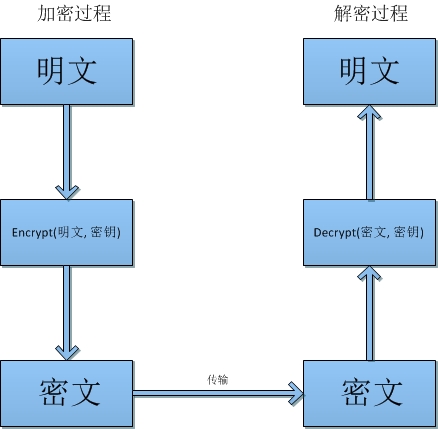 加密过程
解密过程
明文
明文
Encrypt(明文, 密钥)
Decrypt(密文, 密钥)
密文
传输
密文